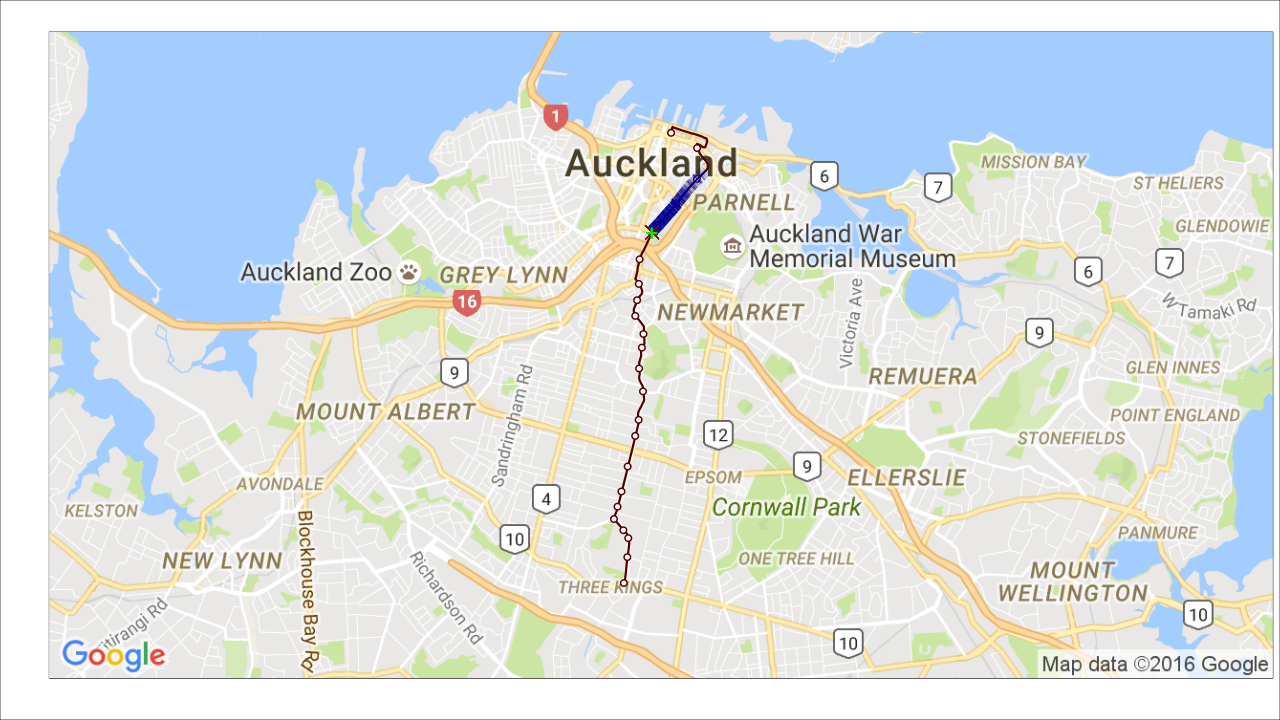 1
Auckland
MISSION BAY
6
7
ST HELIERS
PARNELL
GLENDOWIE
Auckland War
Memorial Museum
Auckland Zoo
GREY LYNN
6
7
16
NEWMARKET
Victoria Ave
W Tamaki Rd
9
9
GLEN INNES
REMUERA
Sandringham Rd
MOUNT ALBERT
12
POINT ENGLAND
STONEFIELDS
9
EPSOM
ELLERSLIE
AVONDALE
4
KELSTON
Cornwall Park
Blockhouse Bay Rd
10
PANMURE
NEW LYNN
Richardson Rd
ONE TREE HILL
THREE KINGS
MOUNT
WELLINGTON
Titirangi Rd
10
10
Google
Map data ©2016 Google